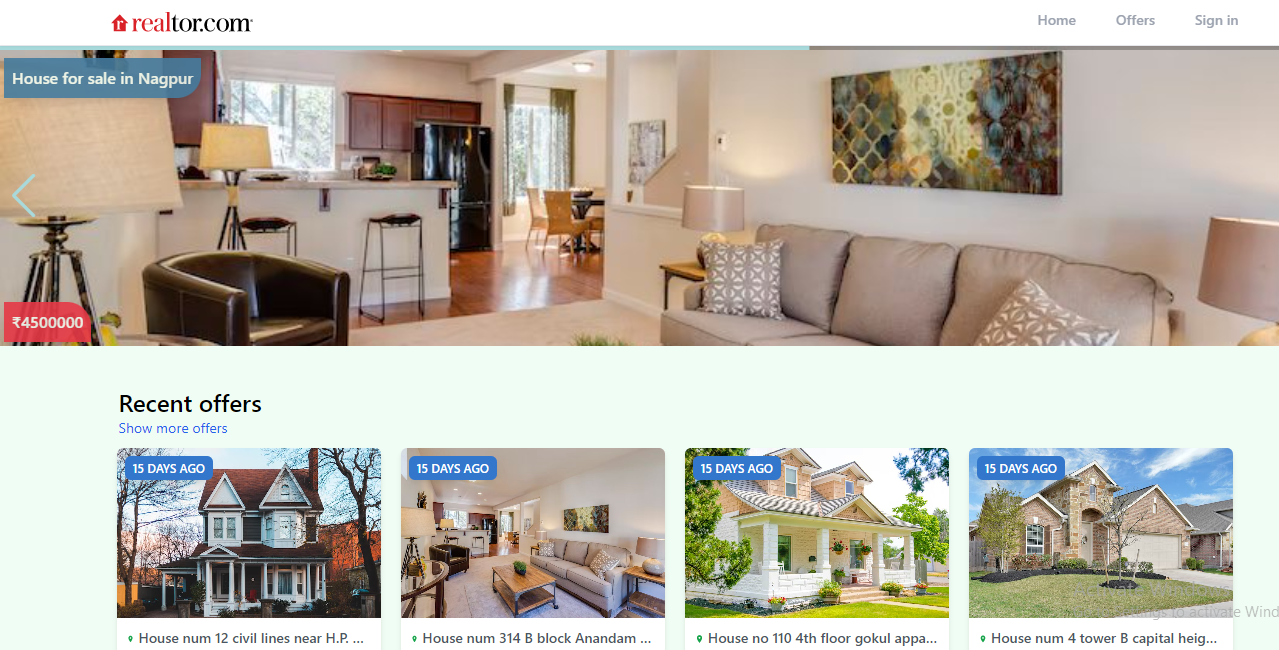 realtor.com
Home Offers Sign in
House for sale in Nagpur
₹4500000
Recent offers
Show more offers
15 DAYS AGO 15 DAYS AGO 15 DAYS AGO 15 DAYS AGO
ings to activate Wind
House num 12 civil lines near H.P. ... House num 314 B block Anandam ... House no 110 4th floor gokul appa... House num 4 tower B capital heig...